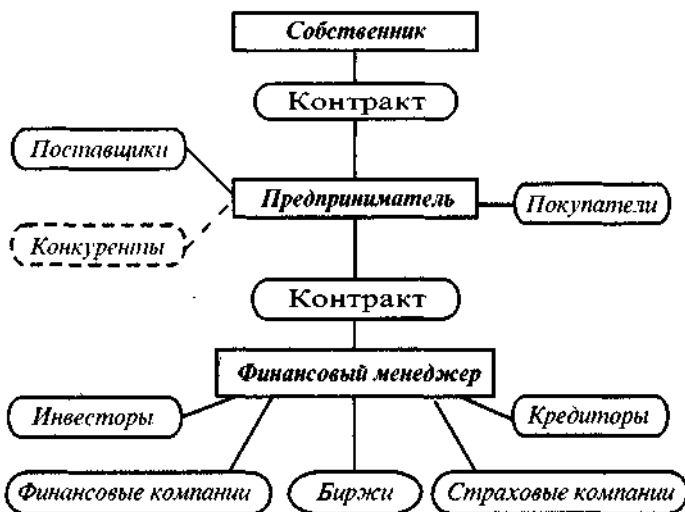 Собственник
Контракт
Поставщики
Предприниматель
Покупатели
Конкуренты
Контракт
Финансовый менеджер
Инвесторы
Кредиторы
Финансовые компании
Биржи
Страховые компании